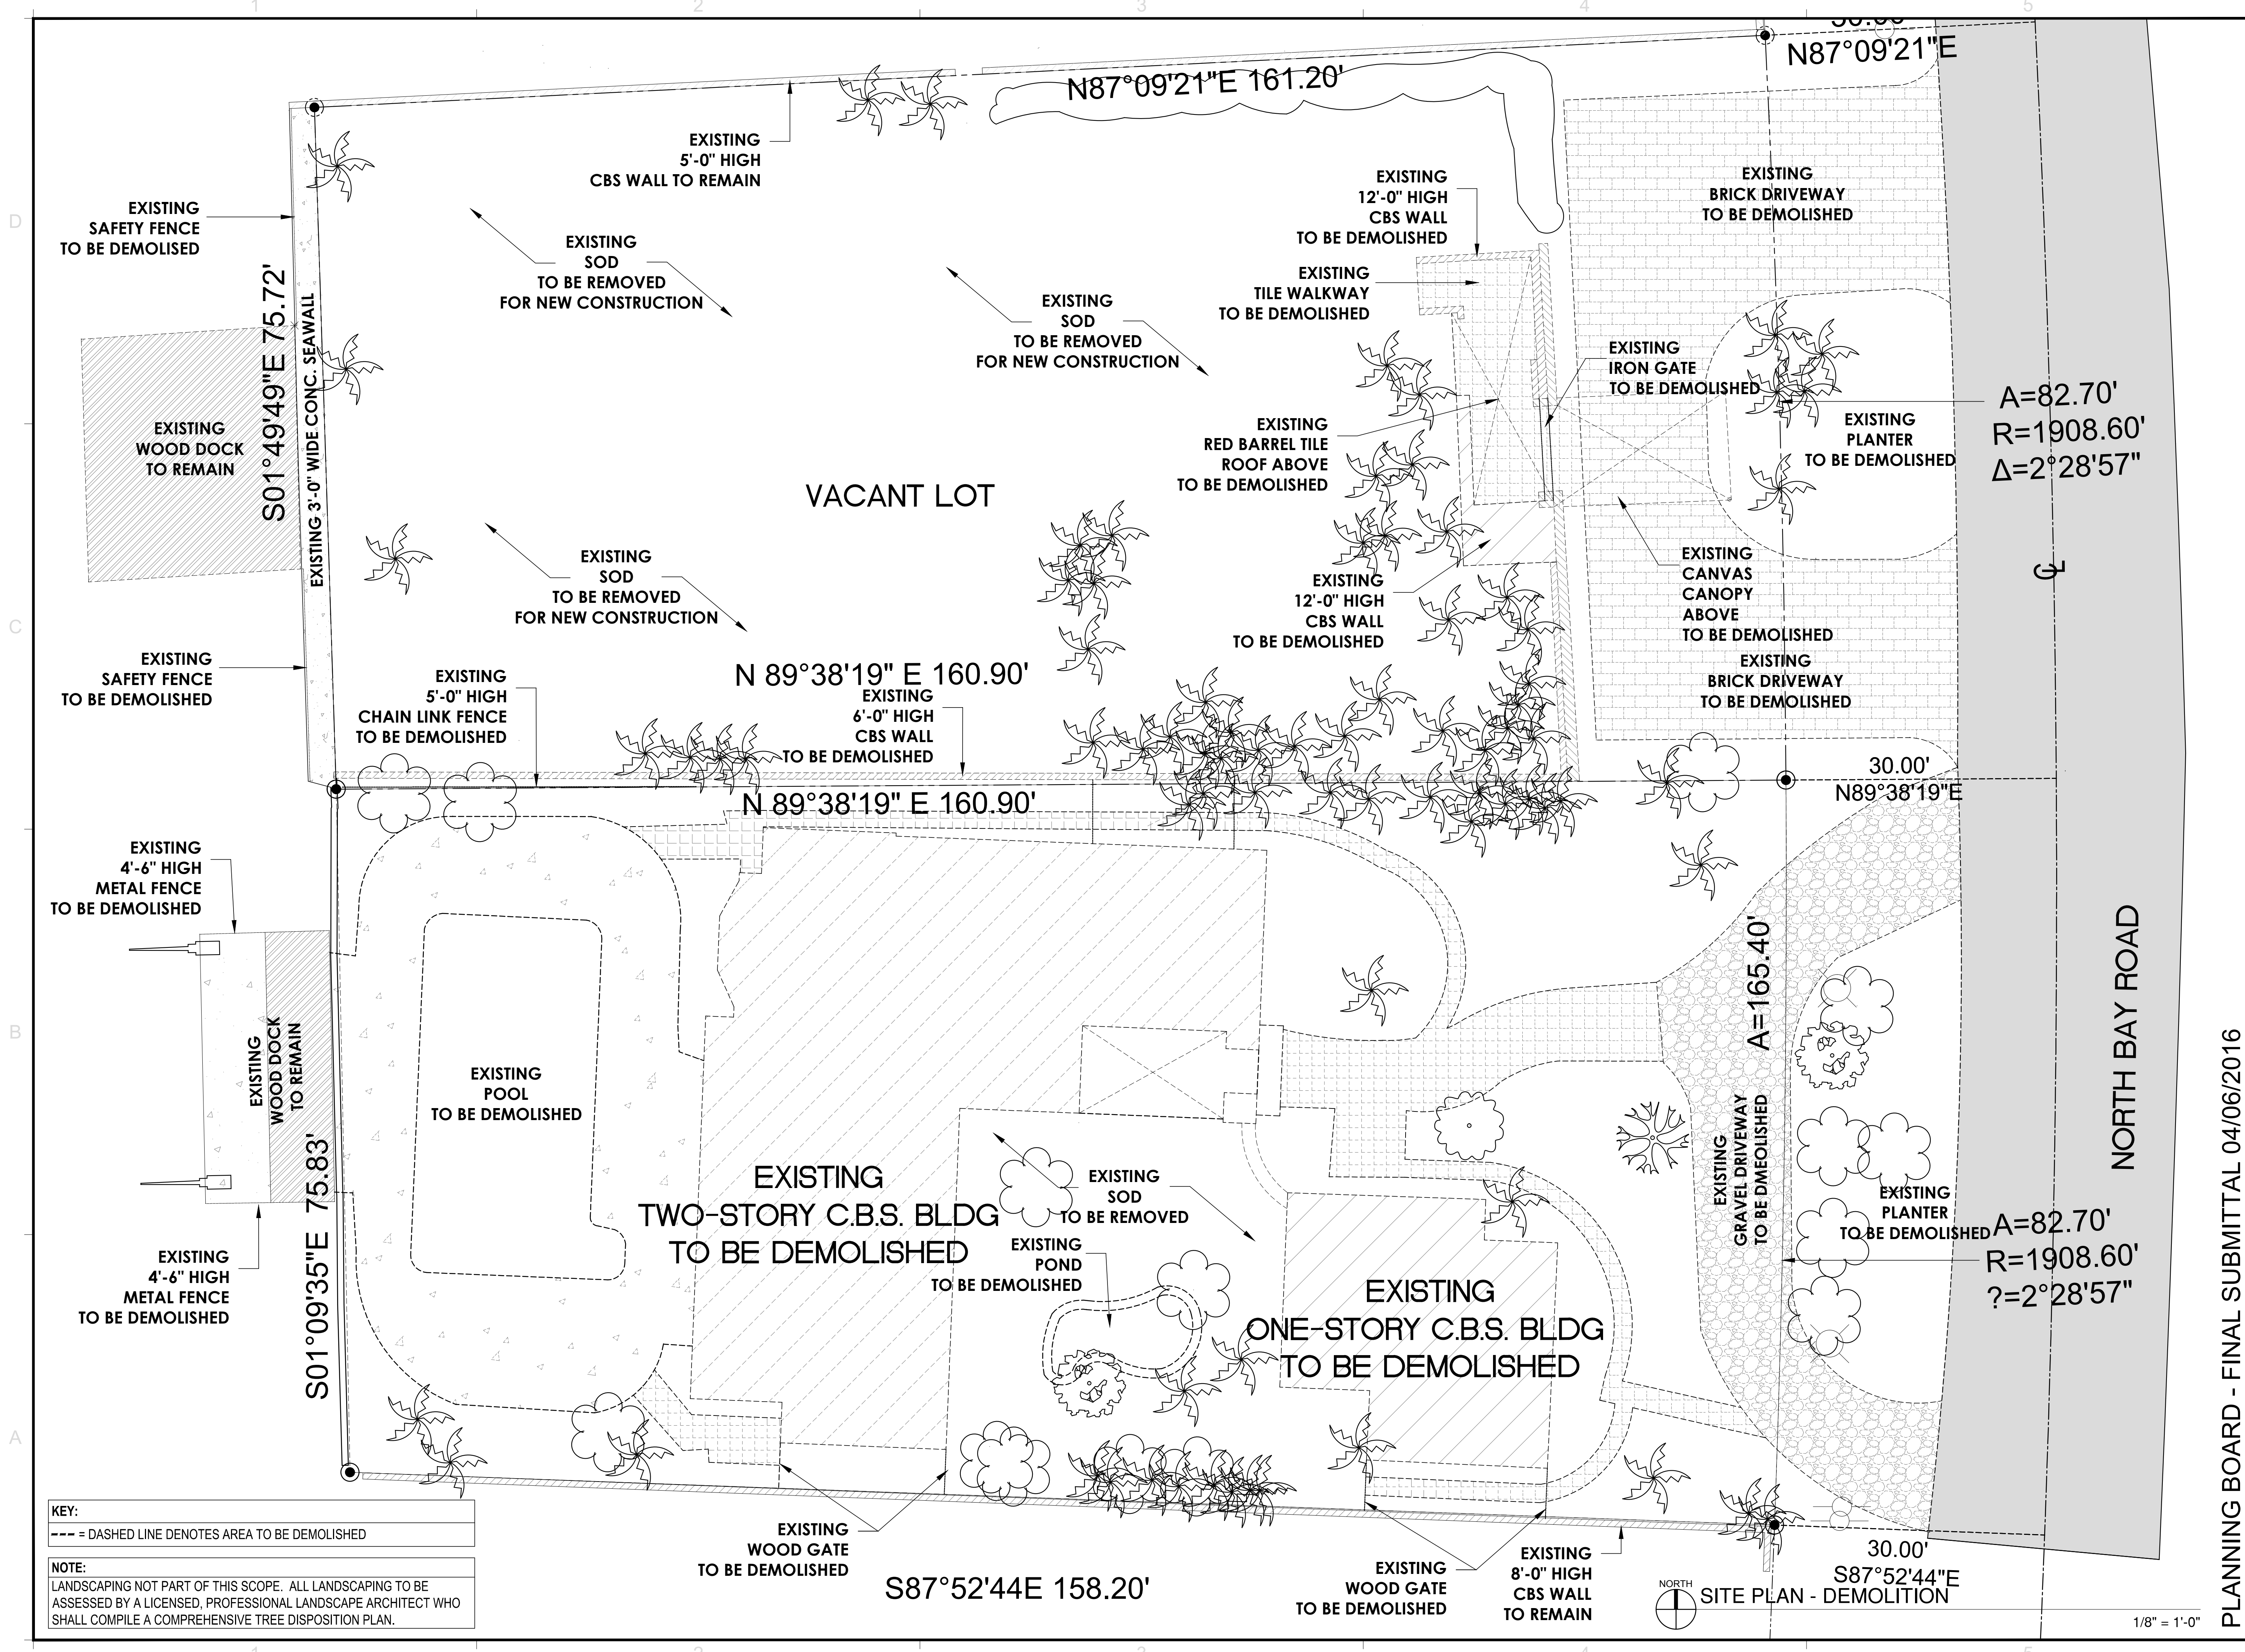 1 2 3 4 5
30.00'
N87°09'21"E
N87°09'21"E 161.20'
EXISTING
5'-0" HIGH
CBS WALL TO REMAIN
D
EXISTING
SAFETY FENCE
TO BE DEMOLISED
EXISTING
SOD
TO BE REMOVED
FOR NEW CONSTRUCTION
EXISTING
SOD
TO BE REMOVED
FOR NEW CONSTRUCTION
EXISTING
12'-0" HIGH
CBS WALL
TO BE DEMOLISHED
EXISTING
TILE WALKWAY
TO BE DEMOLISHED
EXISTING
BRICK DRIVEWAY
TO BE DEMOLISHED
EXISTING
IRON GATE
TO BE DEMOLISHED
S01°49'49"E 75.72'
EXISTING 3'-0" WIDE CONC. SEAWALL
EXISTING
WOOD DOCK
TO REMAIN
EXISTING
RED BARREL TILE
ROOF ABOVE
TO BE DEMOLISHED
EXISTING
PLANTER
TO BE DEMOLISHED
A=82.70'
R=1908.60'
Δ=2°28'57"
VACANT LOT
EXISTING
SOD
TO BE REMOVED
FOR NEW CONSTRUCTION
EXISTING
12'-0" HIGH
CBS WALL
TO BE DEMOLISHED
EXISTING
CANVAS
CANOPY
ABOVE
TO BE DEMOLISHED
EXISTING
BRICK DRIVEWAY
TO BE DEMOLISHED
CL
C
EXISTING
SAFETY FENCE
TO BE DEMOLISHED
EXISTING
5'-0" HIGH
CHAIN LINK FENCE
TO BE DEMOLISHED
N 89°38'19" E 160.90'
EXISTING
6'-0" HIGH
CBS WALL
TO BE DEMOLISHED
N 89°38'19" E 160.90'
30.00'
N89°38'19"E
EXISTING
4'-6" HIGH
METAL FENCE
TO BE DEMOLISHED
B
EXISTING
WOOD DOCK
TO REMAIN
EXISTING
POOL
TO BE DEMOLISHED
A=165.40'
NORTH BAY ROAD
EXISTING
GRAVEL DRIVEWAY
TO BE DMEOLISHED
EXISTING
TWO-STORY C.B.S. BLDG
TO BE DEMOLISHED
EXISTING
SOD
TO BE REMOVED
EXISTING
POND
TO BE DEMOLISHED
EXISTING
PLANTER
TO BE DEMOLISHED
A=82.70'
R=1908.60'
?=2°28'57"
EXISTING
4'-6" HIGH
METAL FENCE
TO BE DEMOLISHED
S01°09'35"E 75.83'
EXISTING
ONE-STORY C.B.S. BLDG
TO BE DEMOLISHED
A
KEY:
--- = DASHED LINE DENOTES AREA TO BE DEMOLISHED
NOTE:
LANDSCAPING NOT PART OF THIS SCOPE. ALL LANDSCAPING TO BE
ASSESSED BY A LICENSED, PROFESSIONAL LANDSCAPE ARCHITECT WHO
SHALL COMPILE A COMPREHENSIVE TREE DISPOSITION PLAN.
EXISTING
WOOD GATE
TO BE DEMOLISHED
S87°52'44E 158.20'
EXISTING
WOOD GATE
TO BE DEMOLISHED
EXISTING
8'-0" HIGH
CBS WALL
TO REMAIN
30.00'
S87°52'44"E
NORTH
SITE PLAN - DEMOLITION
1/8" = 1'-0"
PLANNING BOARD - FINAL SUBMITTAL 04/06/2016
1 2 3 4 5